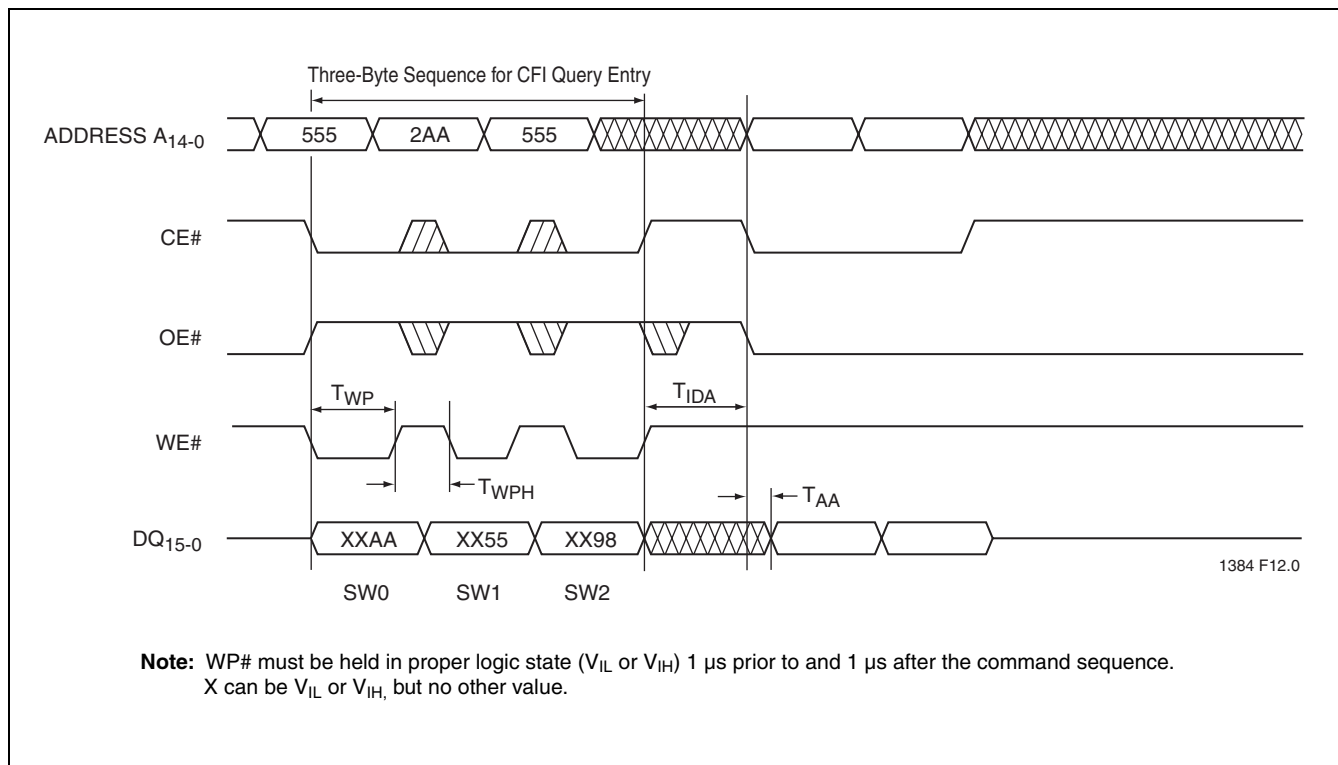 Three-Byte Sequence for CFI Query Entry
ADDRESS A14-0
555 2AA 555
CE#
OE#
TWP TIDA
WE#
TWPH TAA
DQ15-0
XXAA XX55 XX98
SW0 SW1 SW2
1384 F12.0
Note: WP# must be held in proper logic state (VIL or VIH) 1 µs prior to and 1 µs after the command sequence.
X can be VIL or VIH, but no other value.